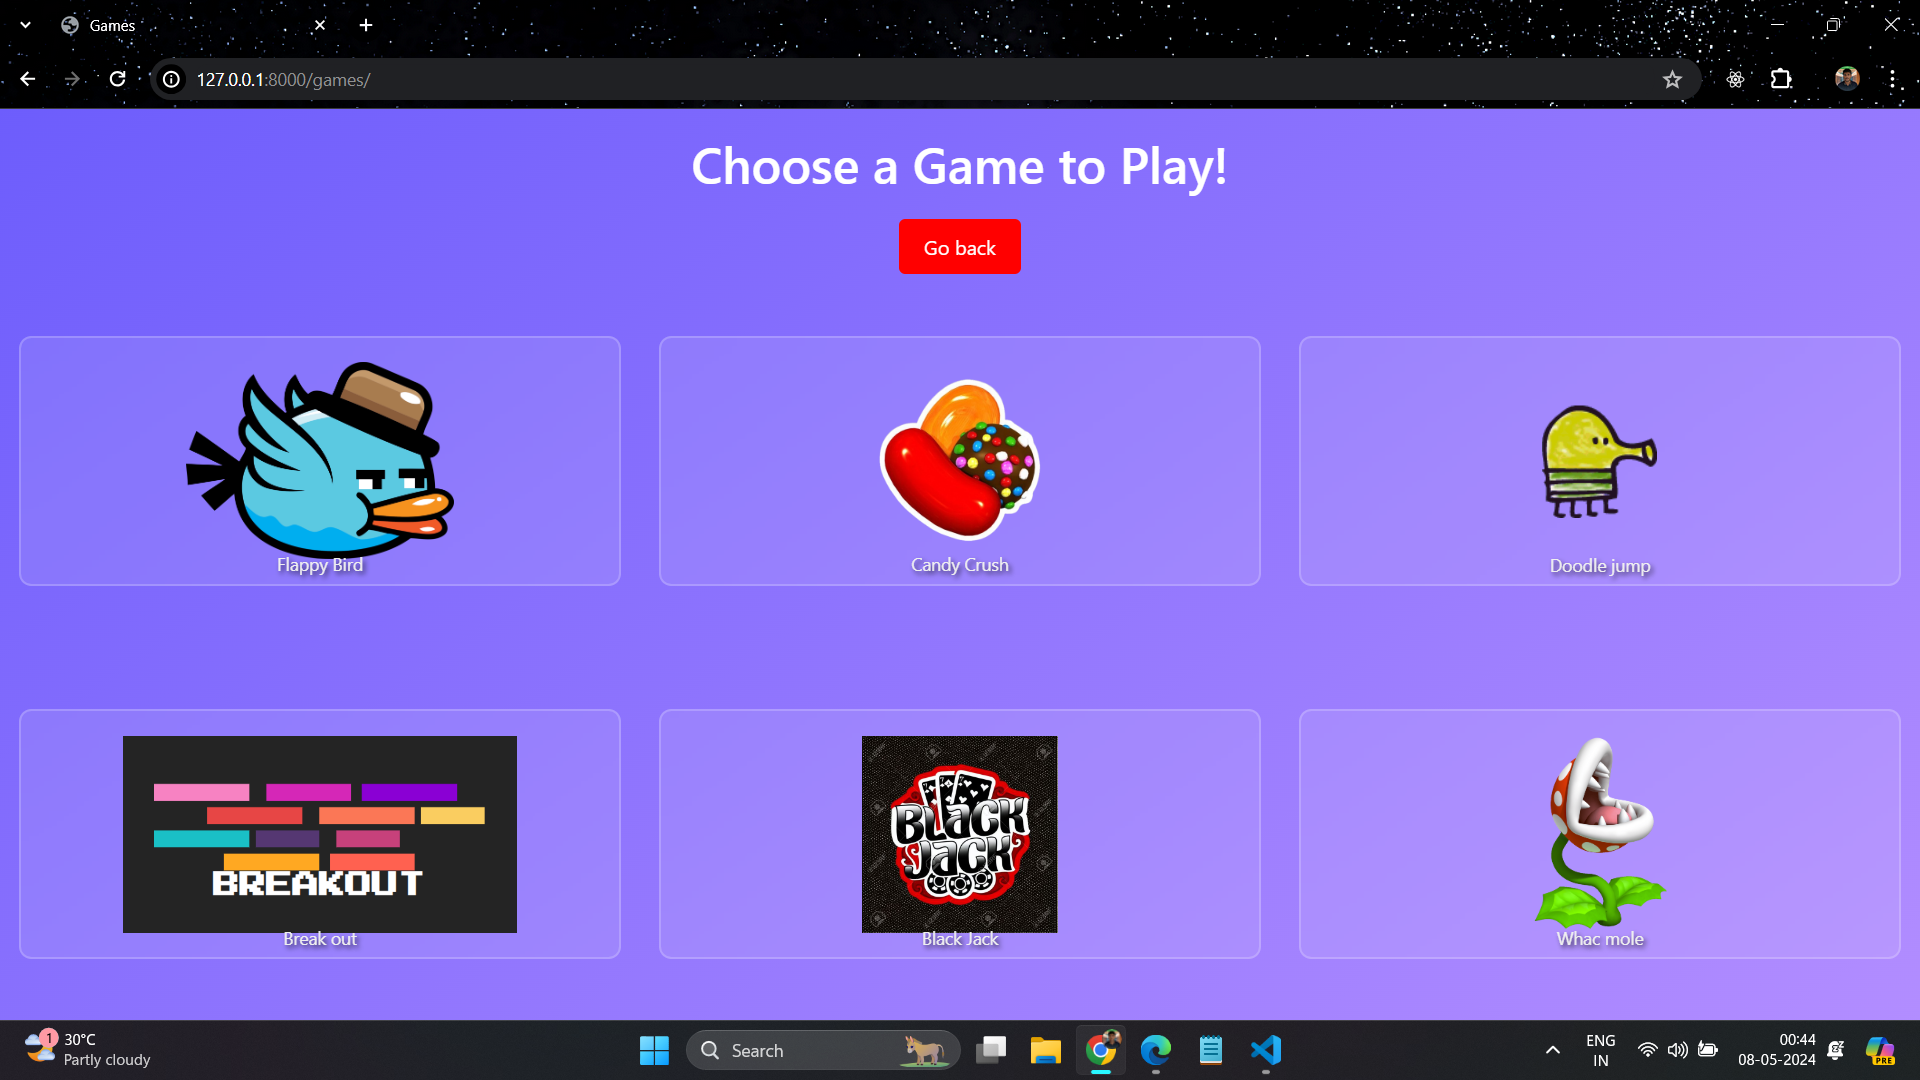 Games
127.0.0.1:8000/games/
Choose a Game to Play!
Go back
Flappy Bird
Candy Crush
Doodle jump
BREAKOUT
Break out
BLACK
JACK
Black Jack
Whac mole
1
30°C
Partly cloudy
Search
ENG
IN
00:44
08-05-2024
PRE